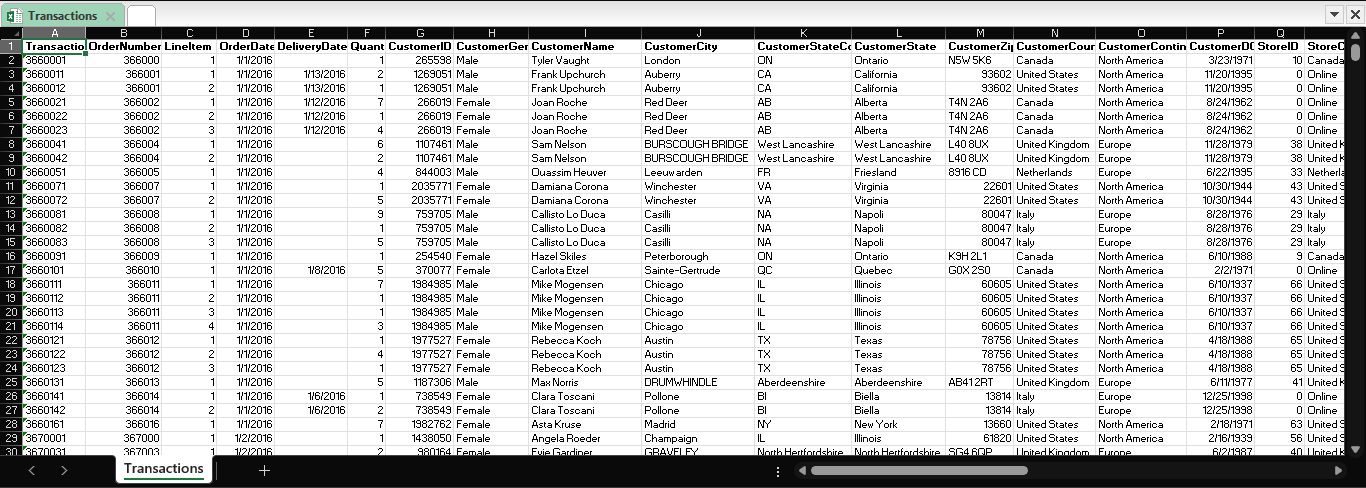 Transactions
A B C D E F G H I J K L M N O P Q
1 Transactio OrderNumber LineItem OrderDate DeliveryDate Quant CustomerID CustomerGer CustomerName CustomerCity CustomerStateCo CustomerState CustomerZip CustomerCour CustomerContin CustomerDO StoreID StoreC
2 3660001 366000 1 1/1/2016 1 265598 Male Tyler Vaught London ON Ontario N5W 5K6 Canada North America 3/23/1971 10 Canada
3 3660011 366001 1 1/1/2016 1/13/2016 2 1269051 Male Frank Upchurch Auberry CA California 93602 United States North America 11/20/1995 0 Online
4 3660012 366001 2 1/1/2016 1/13/2016 1 1269051 Male Frank Upchurch Auberry CA California 93602 United States North America 11/20/1995 0 Online
5 3660021 366002 1 1/1/2016 1/12/2016 7 266019 Female Joan Roche Red Deer AB Alberta T4N 2A6 Canada North America 8/24/1962 0 Online
6 3660022 366002 2 1/1/2016 1/12/2016 1 266019 Female Joan Roche Red Deer AB Alberta T4N 2A6 Canada North America 8/24/1962 0 Online
7 3660023 366002 3 1/1/2016 1/12/2016 4 266019 Female Joan Roche Red Deer AB Alberta T4N 2A6 Canada North America 8/24/1962 0 Online
8 3660041 366004 1 1/1/2016 6 1107461 Male Sam Nelson BURSCOUGH BRIDGE West Lancashire West Lancashire L40 8UX United Kingdom Europe 11/28/1979 38 United K
9 3660042 366004 2 1/1/2016 2 1107461 Male Sam Nelson BURSCOUGH BRIDGE West Lancashire West Lancashire L40 8UX United Kingdom Europe 11/28/1979 38 United K
10 3660051 366005 1 1/1/2016 4 844003 Male Ouassim Heuver Leeuwarden FR Friesland 8916 CD Netherlands Europe 6/22/1995 33 Netherla
11 3660071 366007 1 1/1/2016 1 2035771 Female Damiana Corona Winchester VA Virginia 22601 United States North America 10/30/1944 43 United S
12 3660072 366007 2 1/1/2016 5 2035771 Female Damiana Corona Winchester VA Virginia 22601 United States North America 10/30/1944 43 United S
13 3660081 366008 1 1/1/2016 9 759705 Male Callisto Lo Duca Casilli NA Napoli 80047 Italy Europe 8/28/1976 29 Italy
14 3660082 366008 2 1/1/2016 1 759705 Male Callisto Lo Duca Casilli NA Napoli 80047 Italy Europe 8/28/1976 29 Italy
15 3660083 366008 3 1/1/2016 5 759705 Male Callisto Lo Duca Casilli NA Napoli 80047 Italy Europe 8/28/1976 29 Italy
16 3660091 366009 1 1/1/2016 1 254540 Female Hazel Skiles Peterborough ON Ontario K9H 2L1 Canada North America 6/10/1988 9 Canada
17 3660101 366010 1 1/1/2016 1/8/2016 5 370077 Female Carlota Etzel Sainte-Gertrude QC Quebec G0X 2S0 Canada North America 2/2/1971 0 Online
18 3660111 366011 1 1/1/2016 7 1984985 Male Mike Mogensen Chicago IL Illinois 60605 United States North America 6/10/1937 66 United S
19 3660112 366011 2 1/1/2016 1 1984985 Male Mike Mogensen Chicago IL Illinois 60605 United States North America 6/10/1937 66 United S
20 3660113 366011 3 1/1/2016 1 1984985 Male Mike Mogensen Chicago IL Illinois 60605 United States North America 6/10/1937 66 United S
21 3660114 366011 4 1/1/2016 3 1984985 Male Mike Mogensen Chicago IL Illinois 60605 United States North America 6/10/1937 66 United S
22 3660121 366012 1 1/1/2016 1 1977527 Female Rebecca Koch Austin TX Texas 78756 United States North America 4/18/1988 65 United S
23 3660122 366012 2 1/1/2016 4 1977527 Female Rebecca Koch Austin TX Texas 78756 United States North America 4/18/1988 65 United S
24 3660123 366012 3 1/1/2016 1 1977527 Female Rebecca Koch Austin TX Texas 78756 United States North America 4/18/1988 65 United S
25 3660131 366013 1 1/1/2016 5 1187306 Male Max Norris DRUMWHINDLE Aberdeenshire Aberdeenshire AB41 2RT United Kingdom Europe 6/11/1977 41 United K
26 3660141 366014 1 1/1/2016 1/6/2016 1 738549 Female Clara Toscani Pollone BI Biella 13814 Italy Europe 12/25/1998 0 Online
27 3660142 366014 2 1/1/2016 1/6/2016 2 738549 Female Clara Toscani Pollone BI Biella 13814 Italy Europe 12/25/1998 0 Online
28 3660161 366016 1 1/1/2016 7 1982762 Female Asta Kruse Madrid NY New York 13660 United States North America 2/18/1971 63 United S
29 3670001 367000 1 1/2/2016 1 1438050 Female Angela Roeder Champaign IL Illinois 61820 United States North America 2/16/1939 56 United S
30 3670031 367003 1 1/2/2016 2 980164 Female Evie Gardiner GRAVELEY North Hertfordshire North Hertfordshire SG4 6QP United Kingdom Europe 6/2/1987 40 United K
Transactions